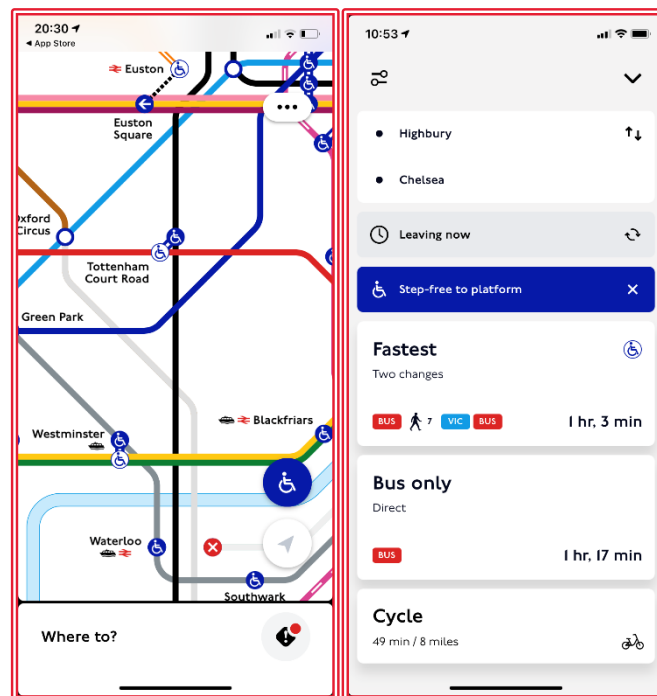 20:30
App Store
Euston
Euston
Square
xford
Circus
Tottenham
Court Road
Green Park
Blackfriars
Westminster
Waterloo
Southwark
Where to?
10:53
Highbury
Chelsea
Leaving now
Step-free to platform
Fastest
Two changes
BUS 7 VIC BUS 1 hr, 3 min
Bus only
Direct
BUS 1 hr, 17 min
Cycle
49 min / 8 miles